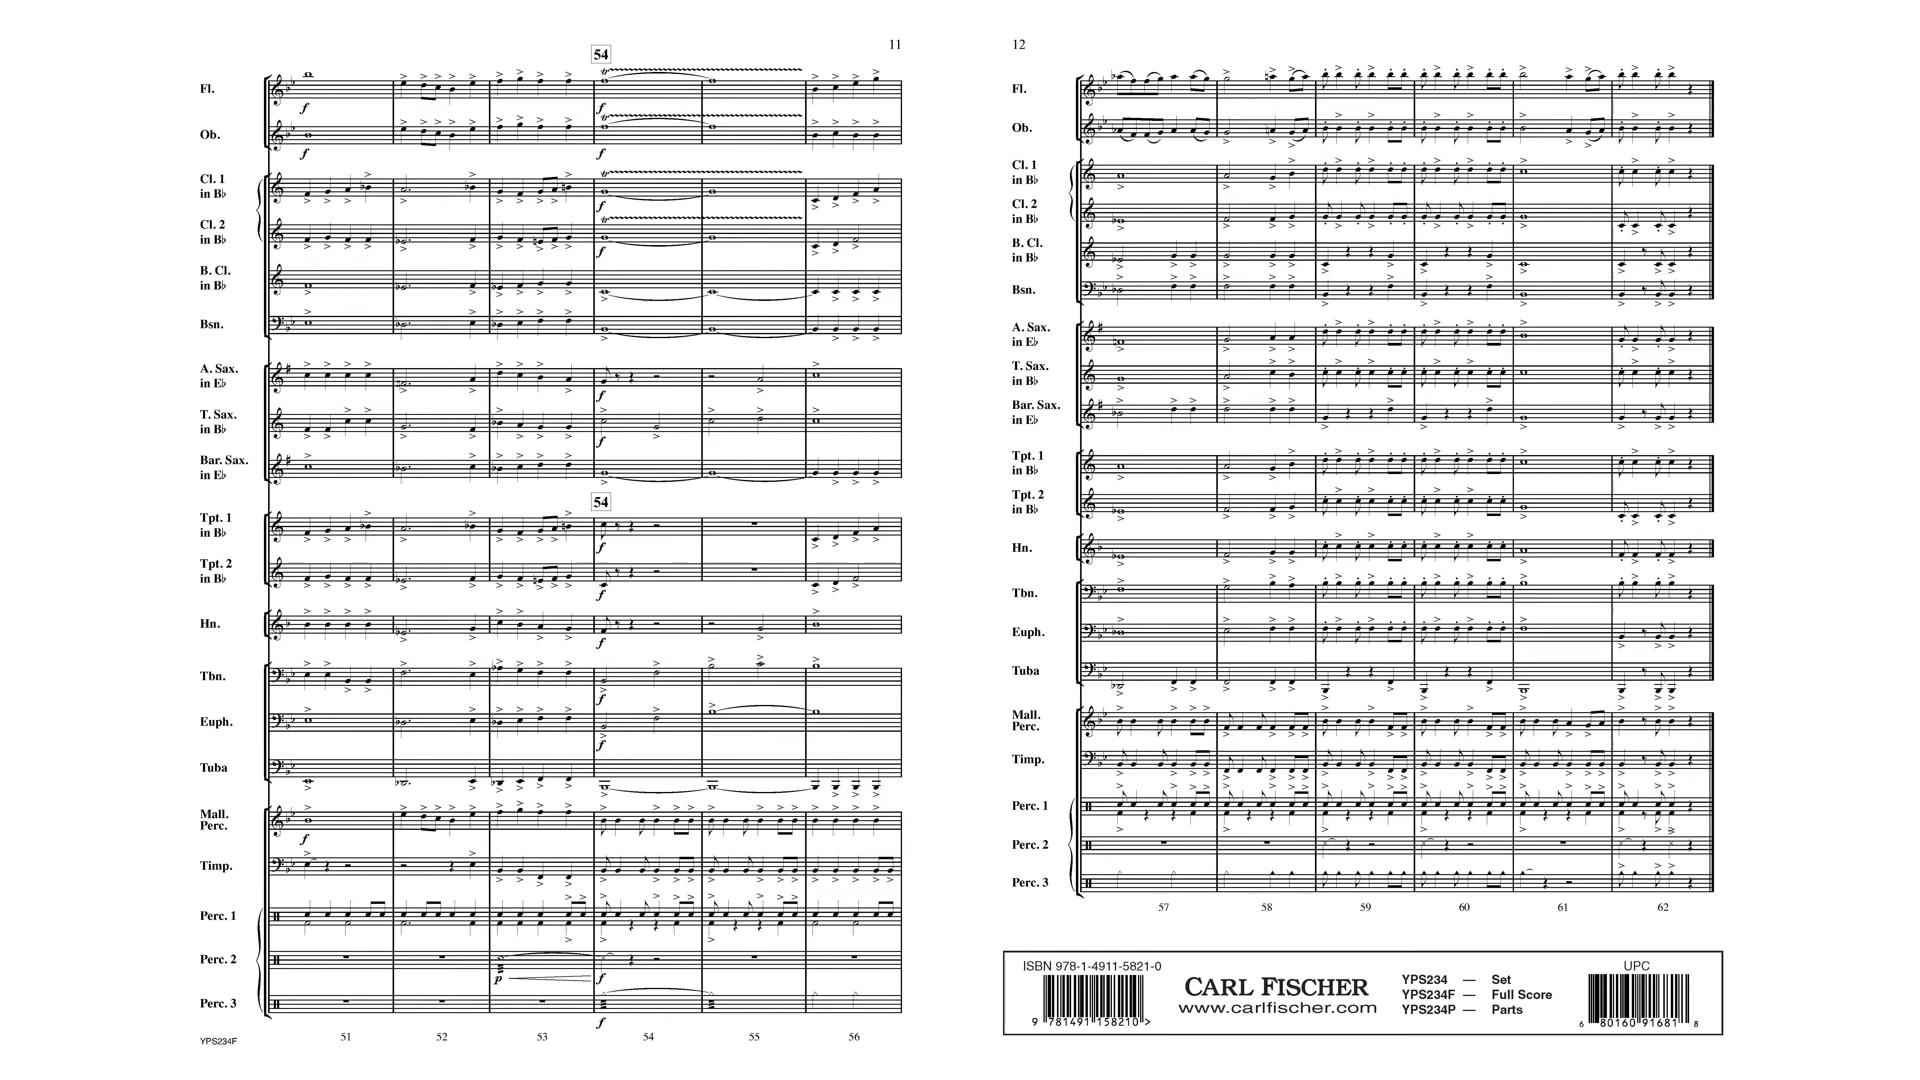 11
54
Fl.
f
f
Ob.
f
f
Cl. 1
in B♭
f
Cl. 2
in B♭
f
B. Cl.
in B♭
Bsn.
A. Sax.
in E♭
f
T. Sax.
in B♭
f
Bar. Sax.
in E♭
54
Tpt. 1
in B♭
f
Tpt. 2
in B♭
f
Hn.
f
Tbn.
f
Euph.
f
Tuba
Mall.
Perc.
f
Timp.
Perc. 1
Perc. 2
p
f
Perc. 3
f
YPS234F
51 52 53 54 55 56
12
Fl.
Ob.
Cl. 1
in B♭
Cl. 2
in B♭
B. Cl.
in B♭
Bsn.
A. Sax.
in E♭
T. Sax.
in B♭
Bar. Sax.
in E♭
Tpt. 1
in B♭
Tpt. 2
in B♭
Hn.
Tbn.
Euph.
Tuba
Mall.
Perc.
Timp.
Perc. 1
Perc. 2
Perc. 3
57 58 59 60 61 62
ISBN 978-1-4911-5821-0
9 781491 158210 >
CARL FISCHER
www.carlfischer.com
YPS234 — Set
YPS234F — Full Score
YPS234P — Parts
UPC
6 80160 91681 8